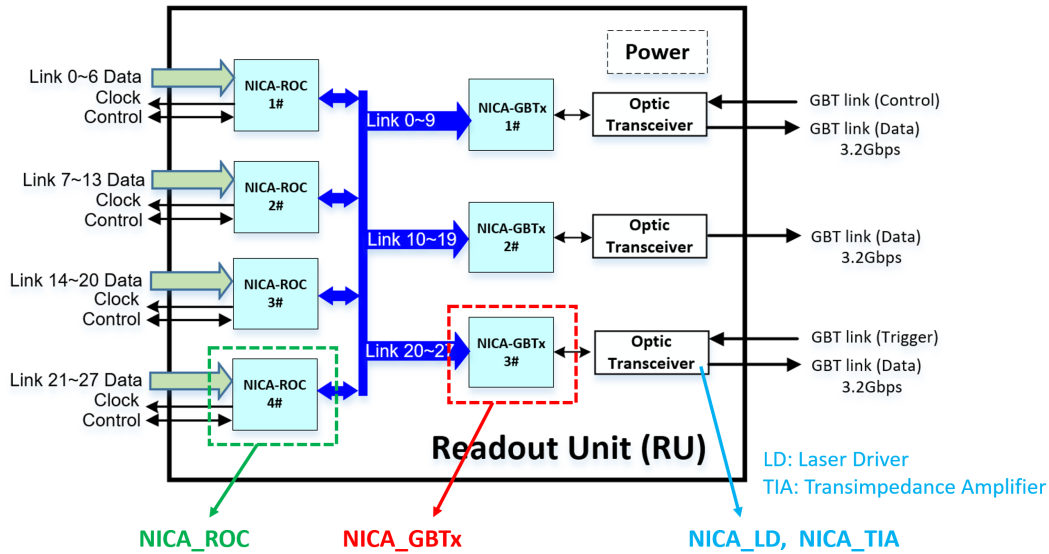 Power
Link 0~6 Data
Clock
Control
NICA-ROC
1#
Link 0~9
NICA-GBTx
1#
Optic
Transceiver
GBT link (Control)
GBT link (Data)
3.2Gbps
Link 7~13 Data
Clock
Control
NICA-ROC
2#
Link 10~19
NICA-GBTx
2#
Optic
Transceiver
GBT link (Data)
3.2Gbps
Link 14~20 Data
Clock
Control
NICA-ROC
3#
Link 20~27
NICA-GBTx
3#
Optic
Transceiver
GBT link (Trigger)
GBT link (Data)
3.2Gbps
Link 21~27 Data
Clock
Control
NICA-ROC
4#
Readout Unit (RU)
LD: Laser Driver
TIA: Transimpedance Amplifier
NICA_ROC
NICA_GBTx
NICA_LD, NICA_TIA